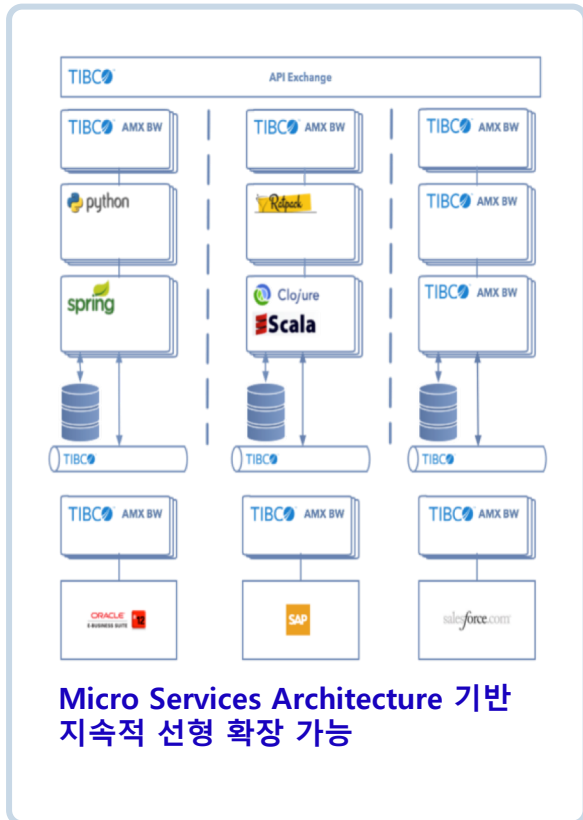 TIBCO API Exchange
TIBCO AMX BW TIBCO AMX BW TIBCO AMX BW
python Ratpack TIBCO AMX BW
spring Clojure TIBCO AMX BW
Scala
TIBCO TIBCO TIBCO
TIBCO AMX BW TIBCO AMX BW TIBCO AMX BW
ORACLE 12 SAP salesforce.com
E-BUSINESS SUITE
Micro Services Architecture 기반
지속적 선형 확장 가능